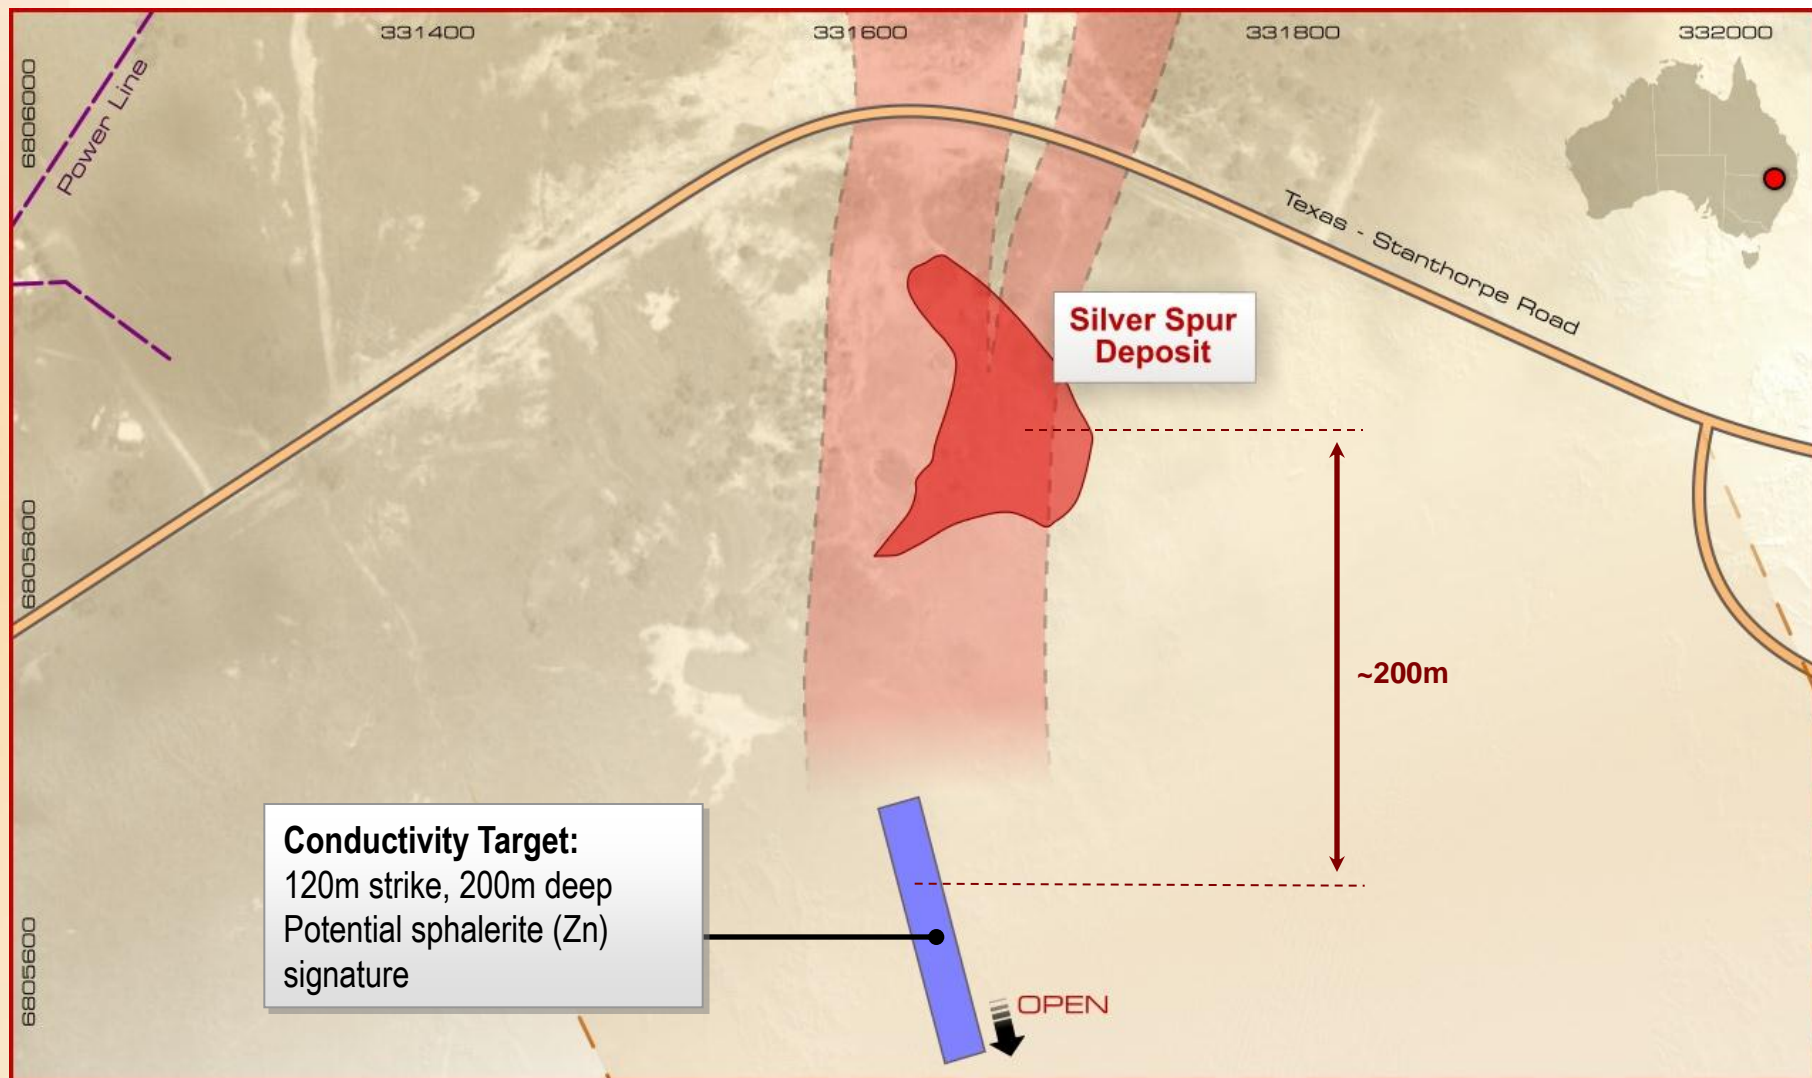 331400
331600
331800
332000
6806000
Power Line
Texas - Stanthorpe Road
Silver Spur
Deposit
6805800
~200m
Conductivity Target:
120m strike, 200m deep
Potential sphalerite (Zn)
signature
6805600
OPEN